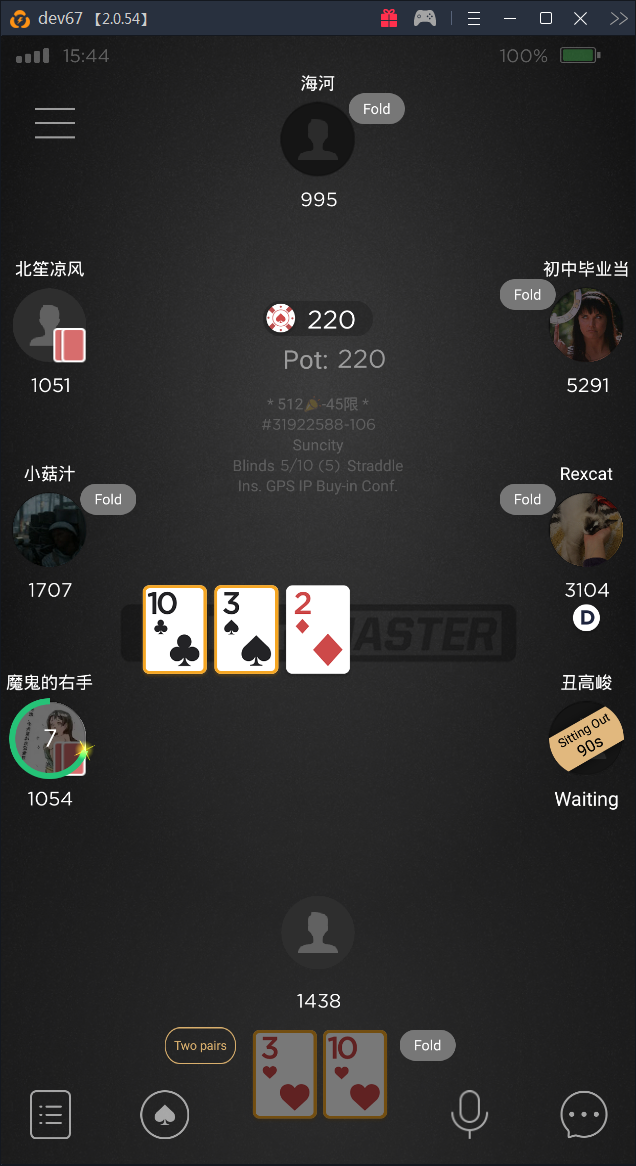 dev67 【2.0.54】
15:44
100%
海河
Fold
995
北笙凉风
初中毕业当
Fold
220
1051
5291
Pot: 220
* 512🌽-45限 *
#31922588-106
Suncity
Blinds 5/10 (5) Straddle
Ins. GPS IP Buy-in Conf.
小菇汁
Rexcat
Fold
Fold
1707
3104
D
10
3
2
ASTER
魔鬼的右手
丑高峻
7
Sitting Out
90s
1054
Waiting
1438
Two pairs
3
10
Fold